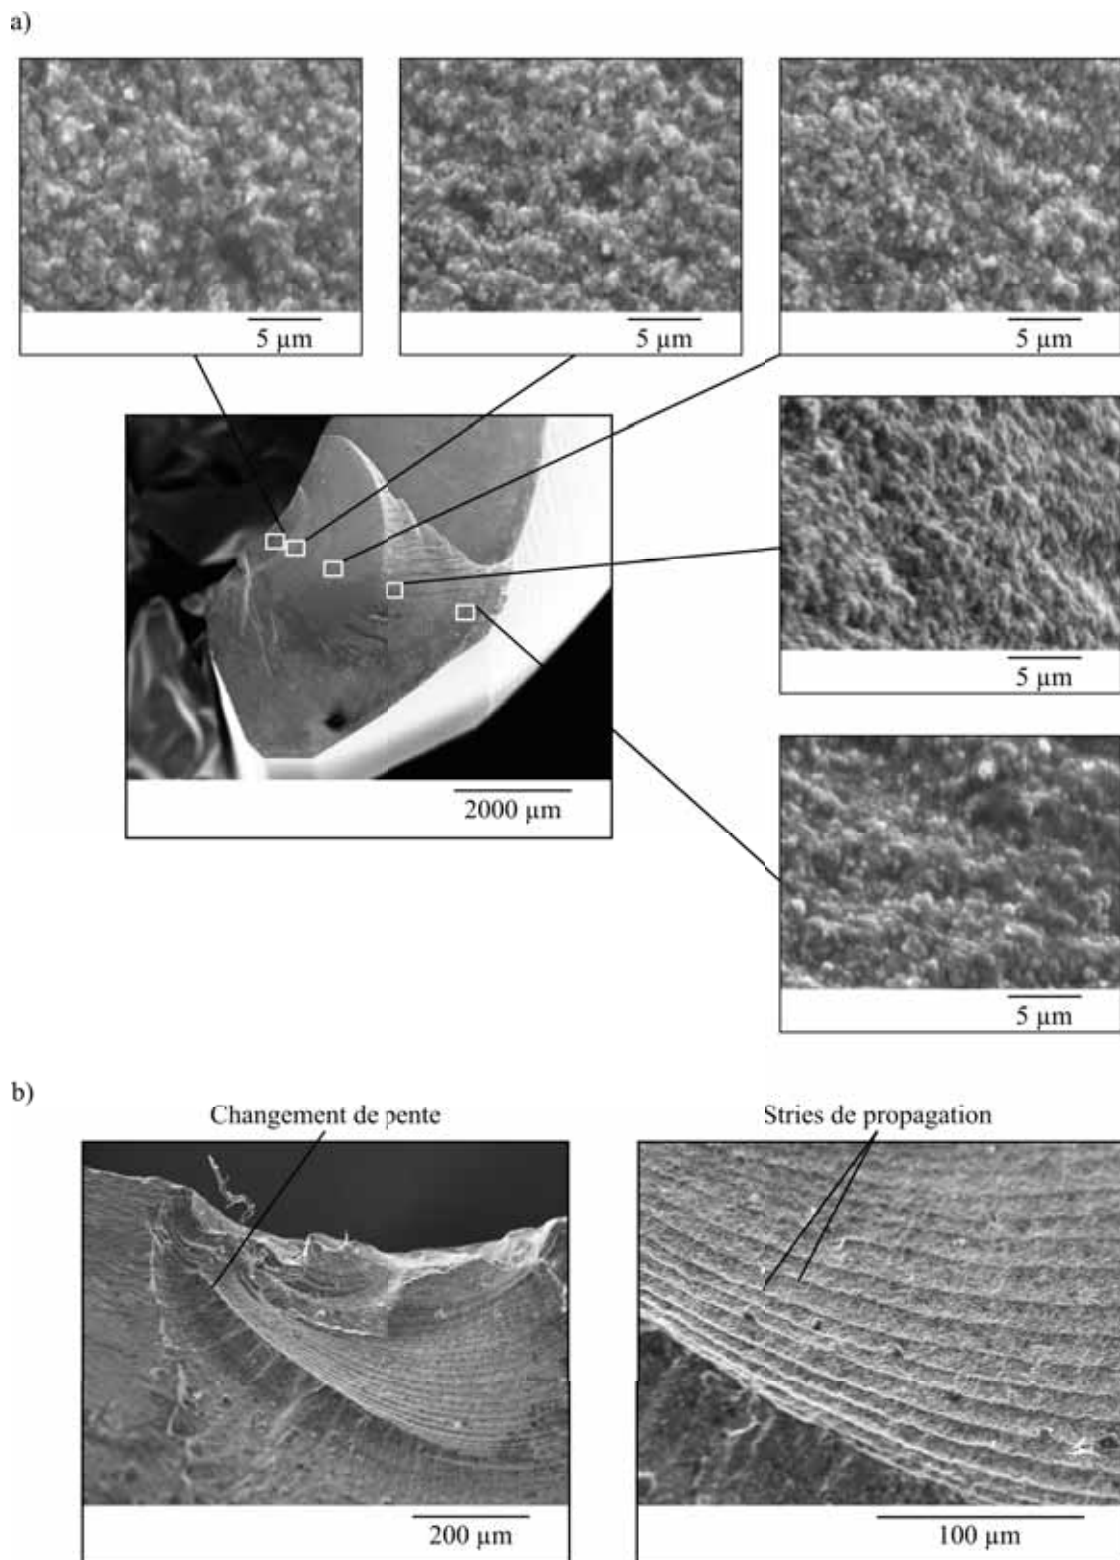 a)
5 µm
5 µm
5 µm
5 µm
2000 µm
5 µm
b)
Changement de pente
Stries de propagation
200 µm
100 µm